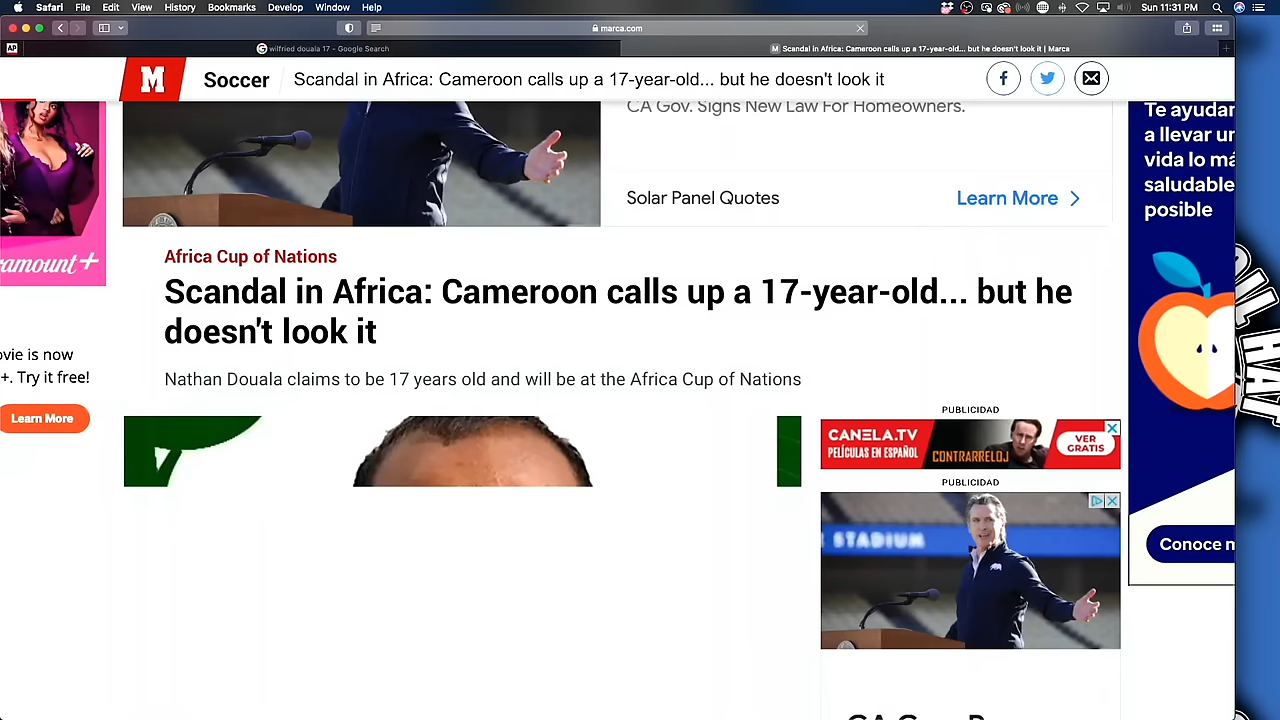 Safari File Edit View History Bookmarks Develop Window Help
Sun 11:31 PM
marca.com
AP
wilfried douala 17 - Google Search
M Scandal in Africa: Cameroon calls up a 17-year-old... but he doesn't look it | Marca
M Soccer Scandal in Africa: Cameroon calls up a 17-year-old... but he doesn't look it
CA Gov. Signs New Law For Homeowners.
Solar Panel Quotes Learn More
Te ayudar
a llevar un
vida lo má
saludable
posible
amount+
Africa Cup of Nations
Scandal in Africa: Cameroon calls up a 17-year-old... but he
doesn't look it
Nathan Douala claims to be 17 years old and will be at the Africa Cup of Nations
ovie is now
+. Try it free!
Learn More
PUBLICIDAD
CANELA.TV
PELÍCULAS EN ESPAÑOL
CONTRARRELOJ
VER
GRATIS
PUBLICIDAD
STADIUM
Conoce m